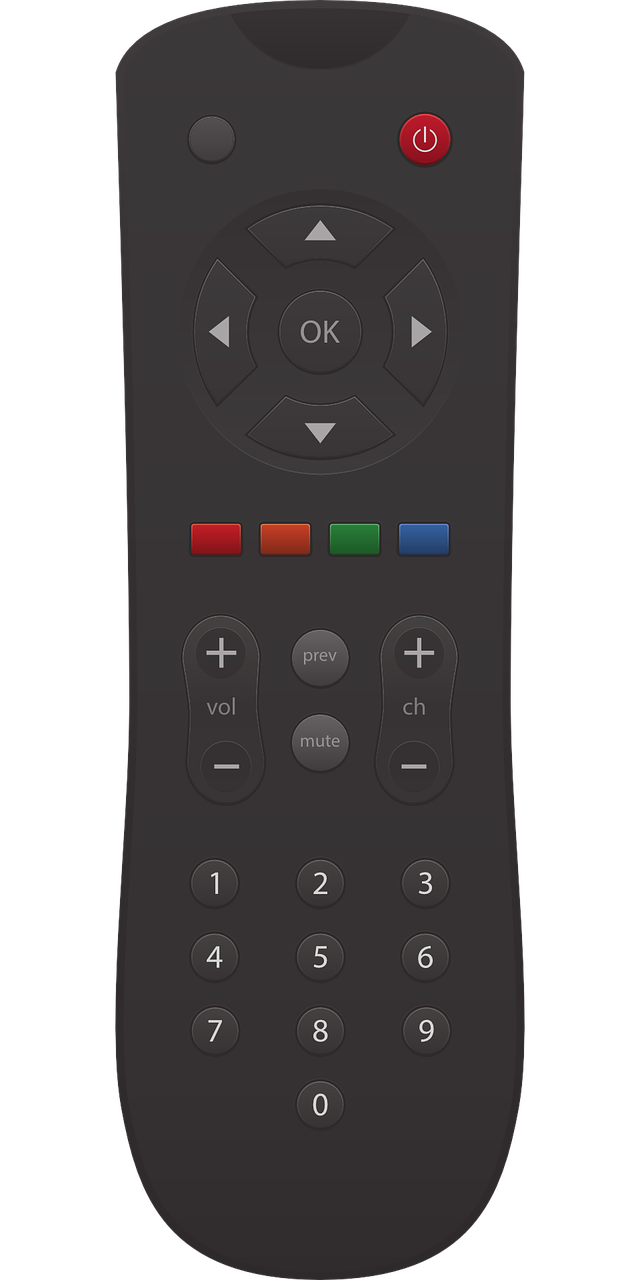 OK
+ prev +
vol ch
− mute −
1 2 3
4 5 6
7 8 9
0